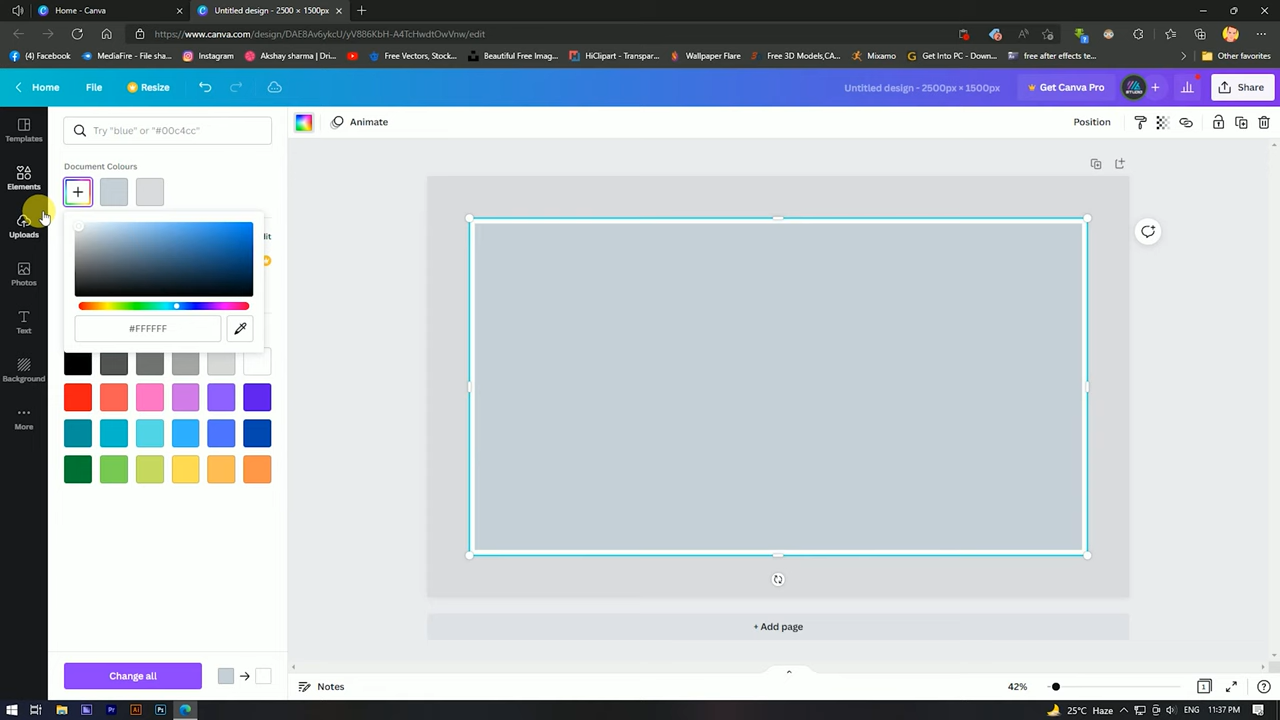 Home - Canva
Untitled design - 2500 × 1500px
https://www.canva.com/design/DAE8Av6ykcU/yV886KbH-A4TcHwdtOwVnw/edit
(4) Facebook
MediaFire - File sha...
Instagram
Akshay sharma | Dri...
Free Vectors, Stock...
Beautiful Free Imag...
HiClipart - Transpar...
Wallpaper Flare
Free 3D Models,CA...
Mixamo
Get Into PC - Down...
free after effects te...
Other favorites
Home
File
Resize
Untitled design - 2500px × 1500px
Get Canva Pro
Share
Templates
Elements
Uploads
Photos
Text
Background
More
Try "blue" or "#00c4cc"
Document Colours
#FFFFFF
Change all
Animate
Position
+ Add page
Notes
42%
1
25°C Haze
ENG
11:37 PM